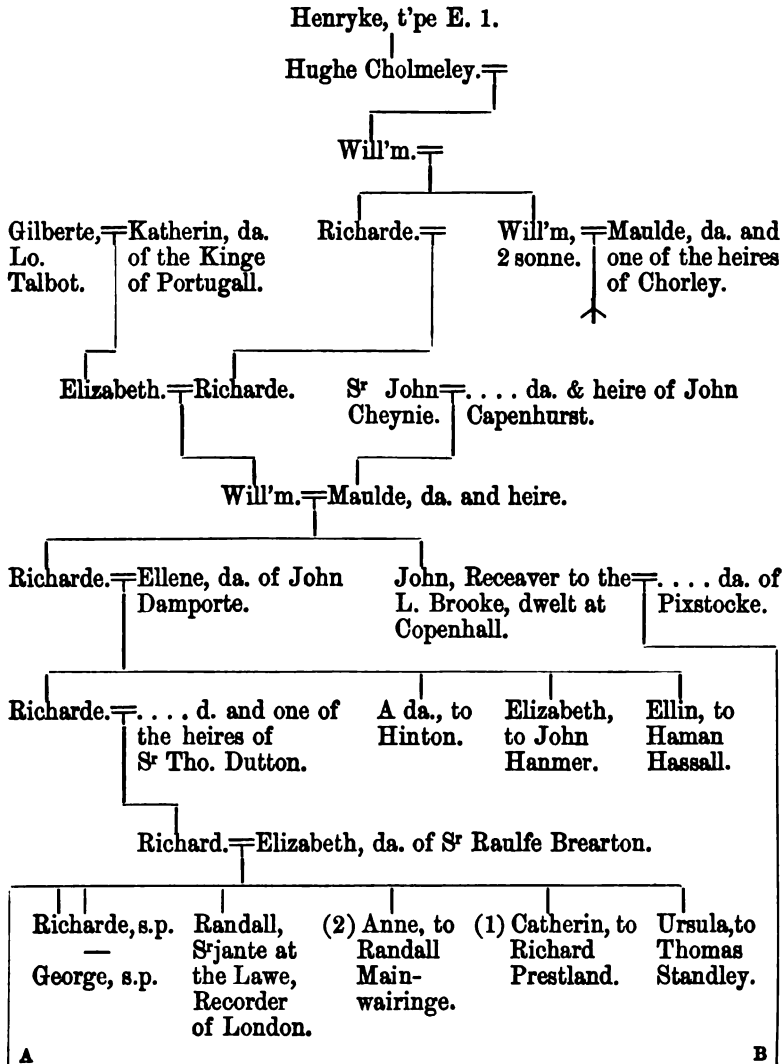 Henryke, t'pe E. 1.
Hughe Cholmeley.
Will'm.
Gilberte,
Lo.
Talbot.
Katherin, da.
of the Kinge
of Portugall.
Richarde.
Will'm,
2 sonne.
Maulde, da. and
one of the heires
of Chorley.
Elizabeth.
Richarde.
Sʳ John
Cheynie.
. . . . da. & heire of John
Capenhurst.
Will'm.
Maulde, da. and heire.
Richarde.
Ellene, da. of John
Damporte.
John, Receaver to the
L. Brooke, dwelt at
Copenhall.
. . . . da. of
Pixstocke.
Richarde.
. . . . d. and one of
the heires of
Sʳ Tho. Dutton.
A da., to
Hinton.
Elizabeth,
to John
Hanmer.
Ellin, to
Haman
Hassall.
Richard.
Elizabeth, da. of Sʳ Raulfe Brearton.
Richarde, s.p.
—
George, s.p.
Randall,
Sʳjante at
the Lawe,
Recorder
of London.
(2) Anne, to
Randall
Main-
wairinge.
(1) Catherin, to
Richard
Prestland.
Ursula, to
Thomas
Standley.
A
B